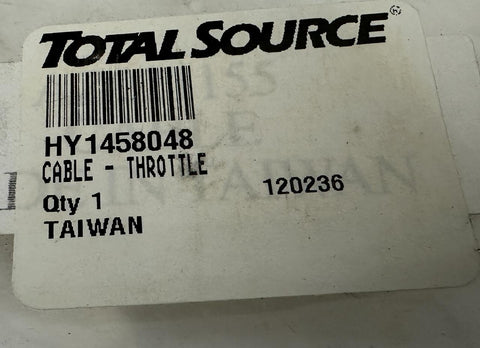 TOTAL SOURCE®
HY1458048
CABLE - THROTTLE
Qty 1
120236
TAIWAN